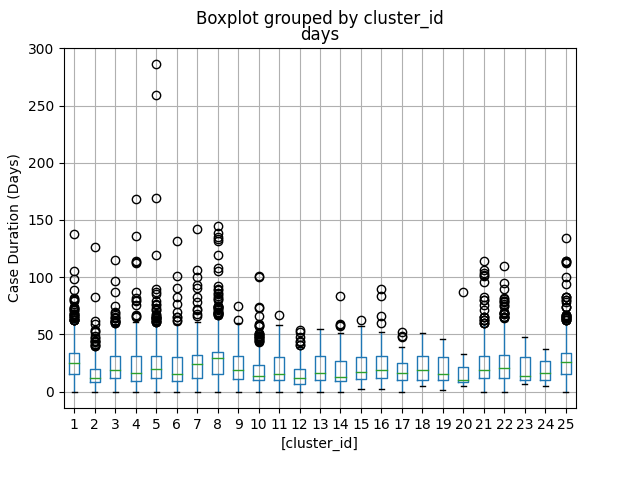 Boxplot grouped by cluster_id
days
300
250
200
150
100
50
0
Case Duration (Days)
1 2 3 4 5 6 7 8 9 10 11 12 13 14 15 16 17 18 19 20 21 22 23 24 25
[cluster_id]